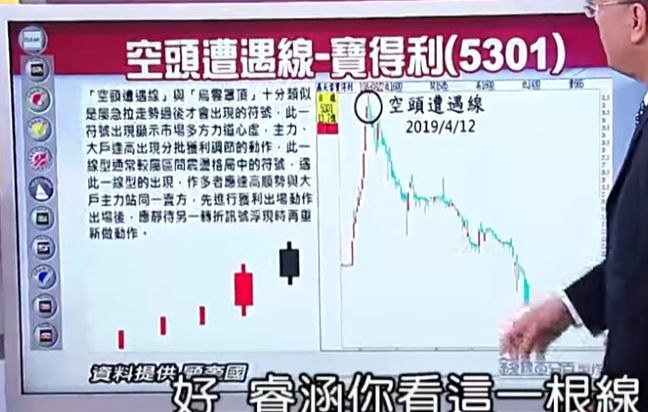 空頭遭遇線-寶得利(5301)
「空頭遭遇線」與「烏雲罩頂」十分類似
是屬急拉走勢過後才會出現的符號，此一
符號出現顯示市場多方力道心虛，主力、
大戶逢高出現分批獲利調節的動作，此一
線型通常較屬區間震盪格局中的符號，遇
此一線型的出現，作多者應逢高順勢與大
戶主力站同一賣方，先進行獲利出場動作
出場後，應靜待另一轉折訊號浮現時再重
新做動作。
5301
空頭遭遇線
2019/4/12
資料提供
好 睿涵你看這一根線